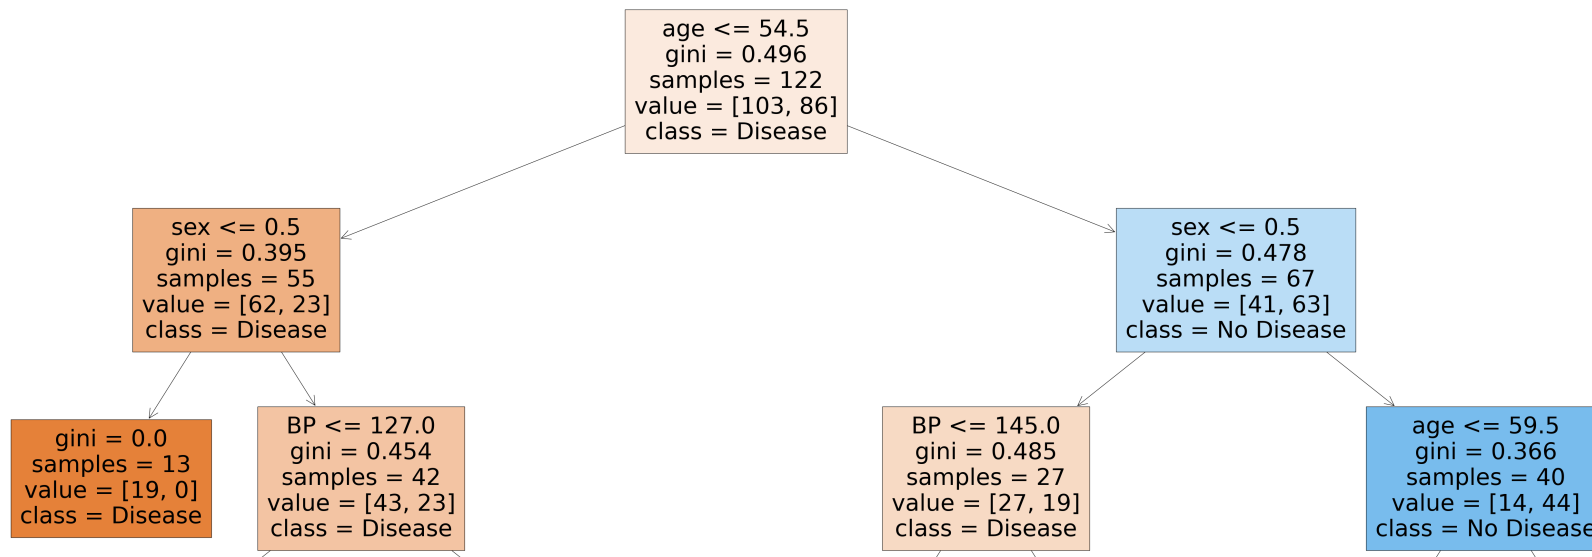 age <= 54.5
gini = 0.496
samples = 122
value = [103, 86]
class = Disease
sex <= 0.5
gini = 0.395
samples = 55
value = [62, 23]
class = Disease
sex <= 0.5
gini = 0.478
samples = 67
value = [41, 63]
class = No Disease
gini = 0.0
samples = 13
value = [19, 0]
class = Disease
BP <= 127.0
gini = 0.454
samples = 42
value = [43, 23]
class = Disease
BP <= 145.0
gini = 0.485
samples = 27
value = [27, 19]
class = Disease
age <= 59.5
gini = 0.366
samples = 40
value = [14, 44]
class = No Disease